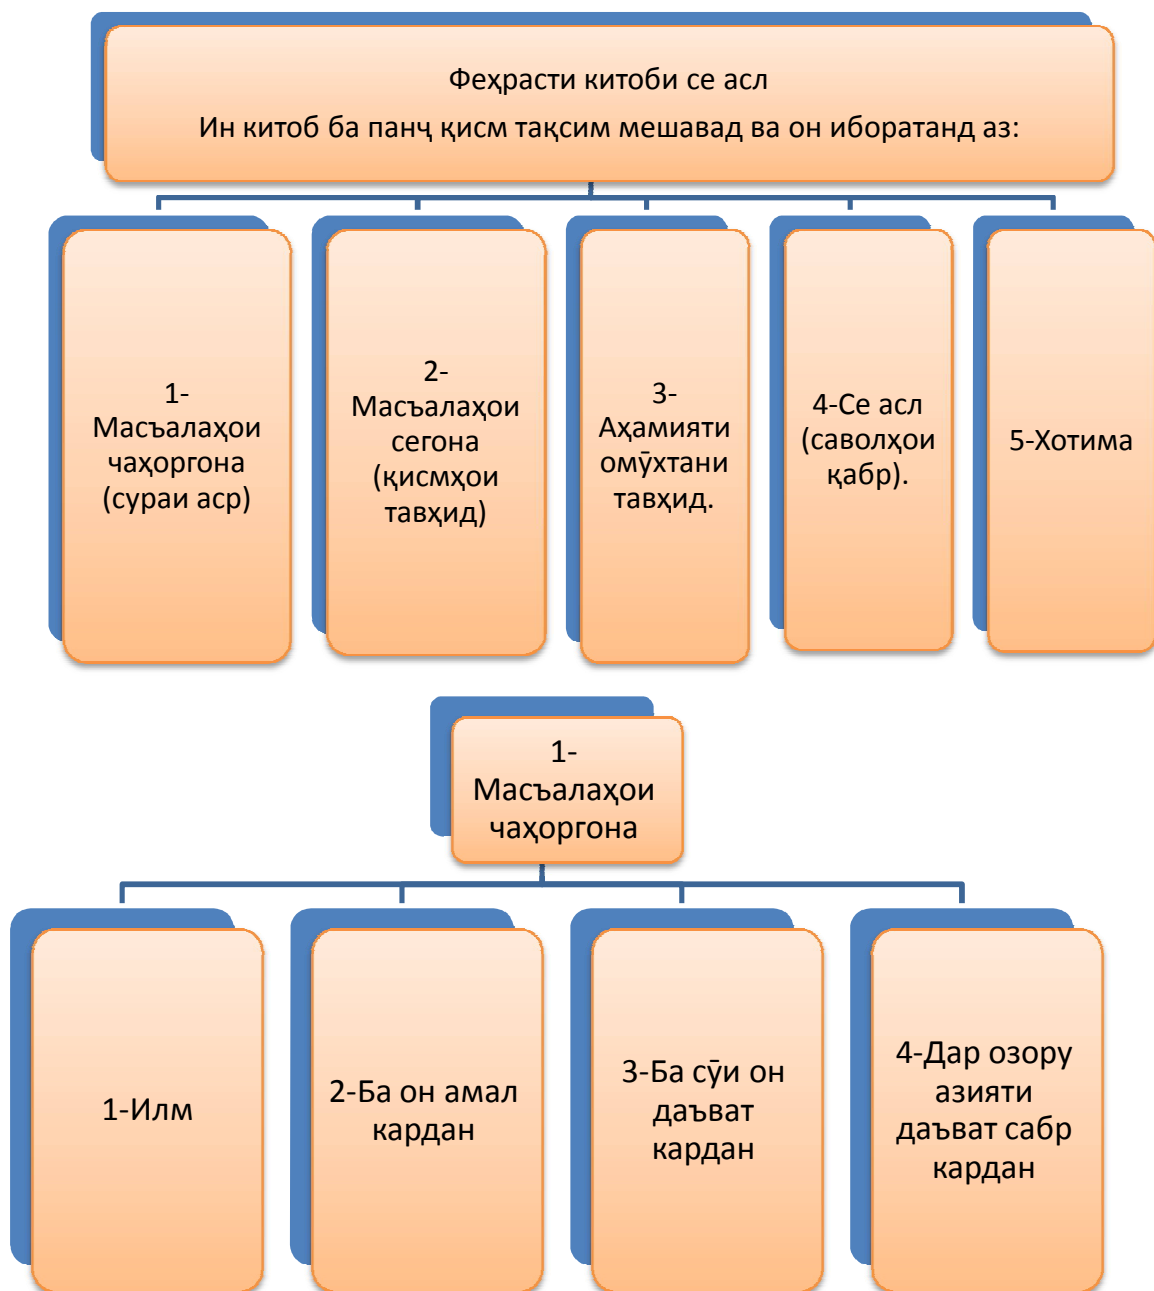 Феҳрасти китоби се асл
Ин китоб ба панҷ қисм тақсим мешавад ва он иборатанд аз:
1-
Масъалаҳои
чаҳоргона
(сураи аср)
2-
Масъалаҳои
сегона
(қисмҳои
тавҳид)
3-
Аҳамияти
омӯхтани
тавҳид.
4-Се асл
(саволҳои
қабр).
5-Хотима
1-
Масъалаҳои
чаҳоргона
1-Илм
2-Ба он амал
кардан
3-Ба сӯи он
даъват
кардан
4-Дар озору
азияти
даъват сабр
кардан